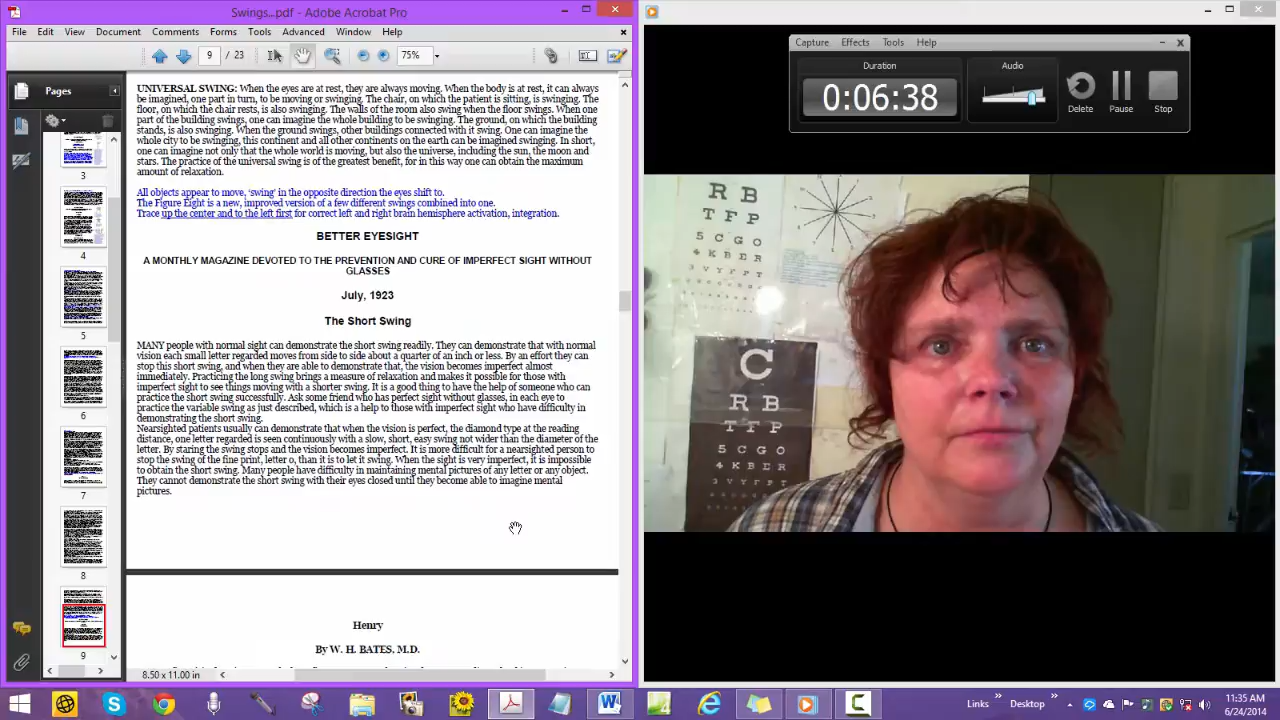 Swings...pdf - Adobe Acrobat Pro
File Edit View Document Comments Forms Tools Advanced Window Help
9 / 23 75%
Pages
3
4
5
6
7
8
9
UNIVERSAL SWING: When the eyes are at rest, they are always moving. When the body is at rest, it can always
be imagined, one part in turn, to be moving or swinging. The chair, on which the patient is sitting, is swinging. The
floor, on which the chair rests, is also swinging. The walls of the room also swing when the floor swings. When one
part of the building swings, one can imagine the whole building to be swinging. The ground, on which the building
stands, is also swinging. When the ground swings, other buildings connected with it swing. One can imagine the
whole city to be swinging, this continent and all other continents on the earth can be imagined swinging. In short,
one can imagine not only that the whole world is moving, but also the universe, including the sun, the moon and
stars. The practice of the universal swing is of the greatest benefit, for in this way one can obtain the maximum
amount of relaxation.
All objects appear to move, 'swing' in the opposite direction the eyes shift to.
The Figure Eight is a new, improved version of a few different swings combined into one.
Trace up the center and to the left first for correct left and right brain hemisphere activation, integration.
BETTER EYESIGHT
A MONTHLY MAGAZINE DEVOTED TO THE PREVENTION AND CURE OF IMPERFECT SIGHT WITHOUT
GLASSES
July, 1923
The Short Swing
MANY people with normal sight can demonstrate the short swing readily. They can demonstrate that with normal
vision each small letter regarded moves from side to side about a quarter of an inch or less. By an effort they can
stop this short swing, and when they are able to demonstrate that, the vision becomes imperfect almost
immediately. Practicing the long swing brings a measure of relaxation and makes it possible for those with
imperfect sight to see things moving with a shorter swing. It is a good thing to have the help of someone who can
practice the short swing successfully. Ask some friend who has perfect sight without glasses, in each eye to
practice the variable swing as just described, which is a help to those with imperfect sight who have difficulty in
demonstrating the short swing.
Nearsighted patients usually can demonstrate that when the vision is perfect, the diamond type at the reading
distance, one letter regarded is seen continuously with a slow, short, easy swing not wider than the diameter of the
letter. By staring the swing stops and the vision becomes imperfect. It is more difficult for a nearsighted person to
stop the swing of the fine print, letter o, than it is to let it swing. When the sight is very imperfect, it is impossible
to obtain the short swing. Many people have difficulty in maintaining mental pictures of any letter or any object.
They cannot demonstrate the short swing with their eyes closed until they become able to imagine mental
pictures.
Henry
By W. H. BATES, M.D.
8.50 x 11.00 in
Capture Effects Tools Help
Duration
0:06:38
Audio
Delete Pause Stop
R B
T F P
5 C G O
4 K B E R
3 V Y F P T
C
R B
T F P
5 C G O
4 K B E R
Links Desktop
11:35 AM
6/24/2014